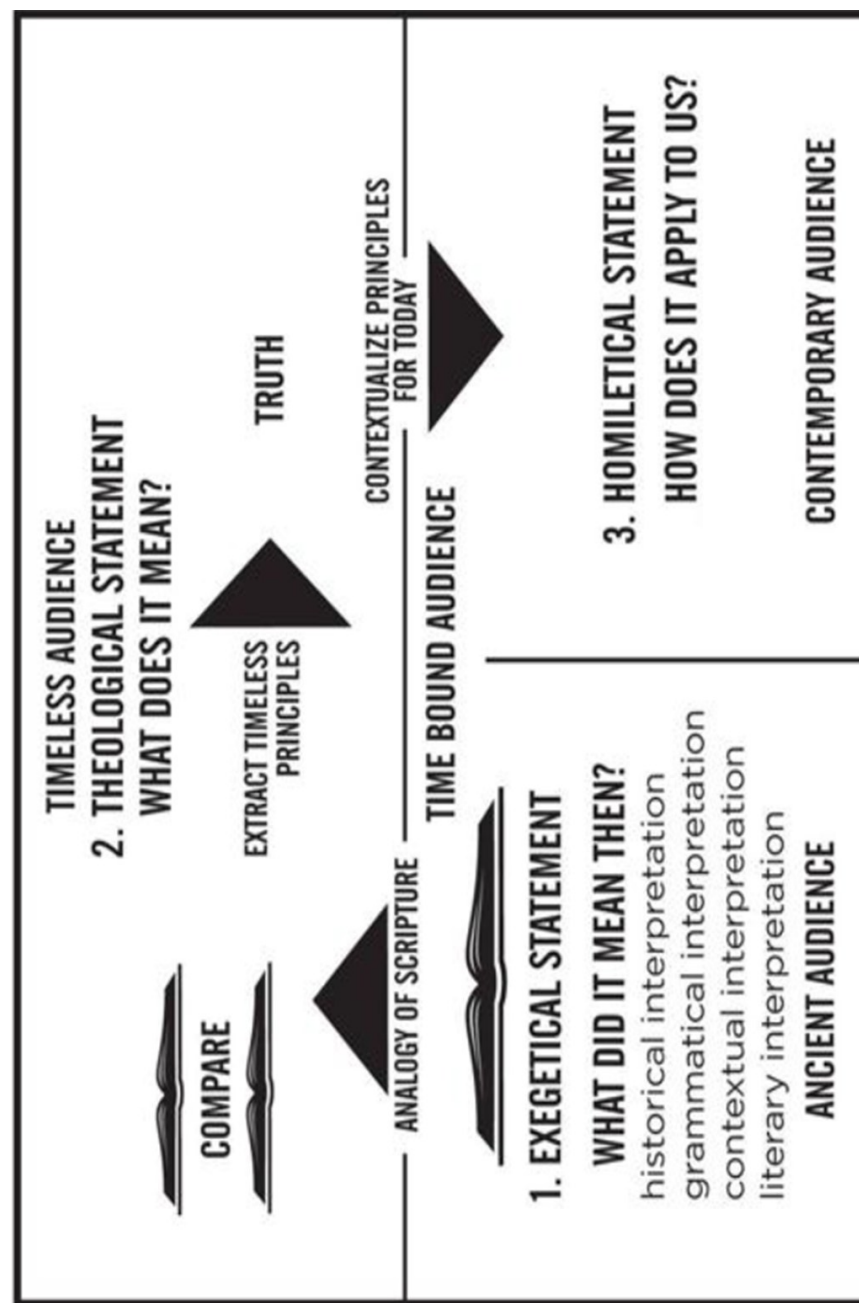 TIMELESS AUDIENCE
2. THEOLOGICAL STATEMENT
WHAT DOES IT MEAN?
COMPARE
EXTRACT TIMELESS
PRINCIPLES
TRUTH
ANALOGY OF SCRIPTURE
CONTEXTUALIZE PRINCIPLES
FOR TODAY
TIME BOUND AUDIENCE
1. EXEGETICAL STATEMENT
WHAT DID IT MEAN THEN?
historical interpretation
grammatical interpretation
contextual interpretation
literary interpretation
ANCIENT AUDIENCE
3. HOMILETICAL STATEMENT
HOW DOES IT APPLY TO US?
CONTEMPORARY AUDIENCE